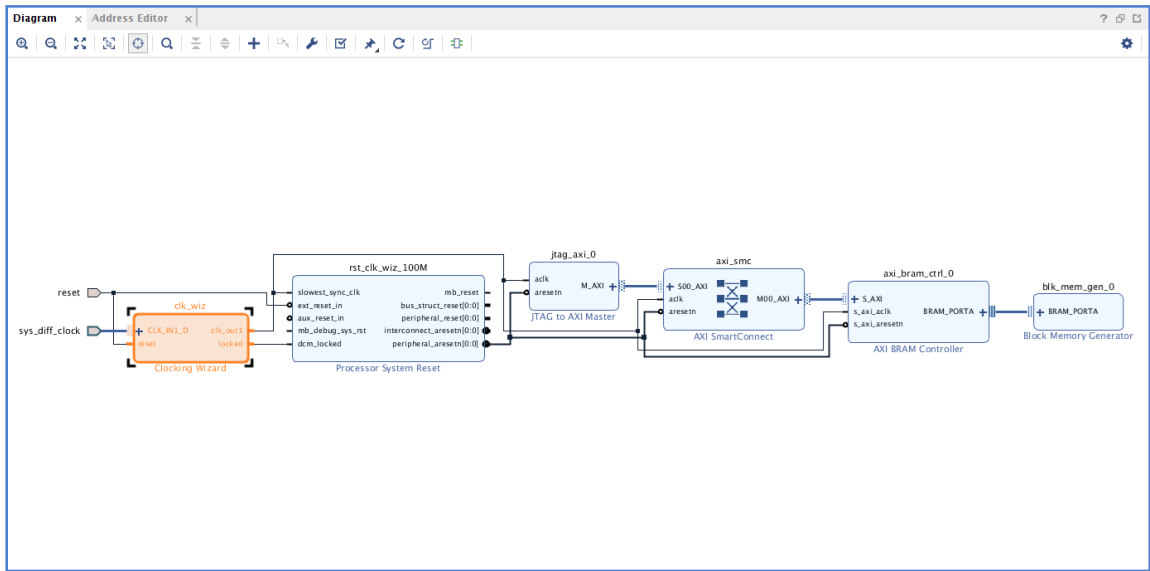 Diagram
Address Editor
reset
sys_diff_clock
clk_wiz
CLK_IN1_D
clk_out1
reset
locked
Clocking Wizard
rst_clk_wiz_100M
slowest_sync_clk
mb_reset
ext_reset_in
bus_struct_reset[0:0]
aux_reset_in
peripheral_reset[0:0]
mb_debug_sys_rst
interconnect_aresetn[0:0]
dcm_locked
peripheral_aresetn[0:0]
Processor System Reset
jtag_axi_0
aclk
M_AXI
aresetn
JTAG to AXI Master
axi_smc
S00_AXI
aclk
M00_AXI
aresetn
AXI SmartConnect
axi_bram_ctrl_0
S_AXI
s_axi_aclk
BRAM_PORTA
s_axi_aresetn
AXI BRAM Controller
blk_mem_gen_0
BRAM_PORTA
Block Memory Generator